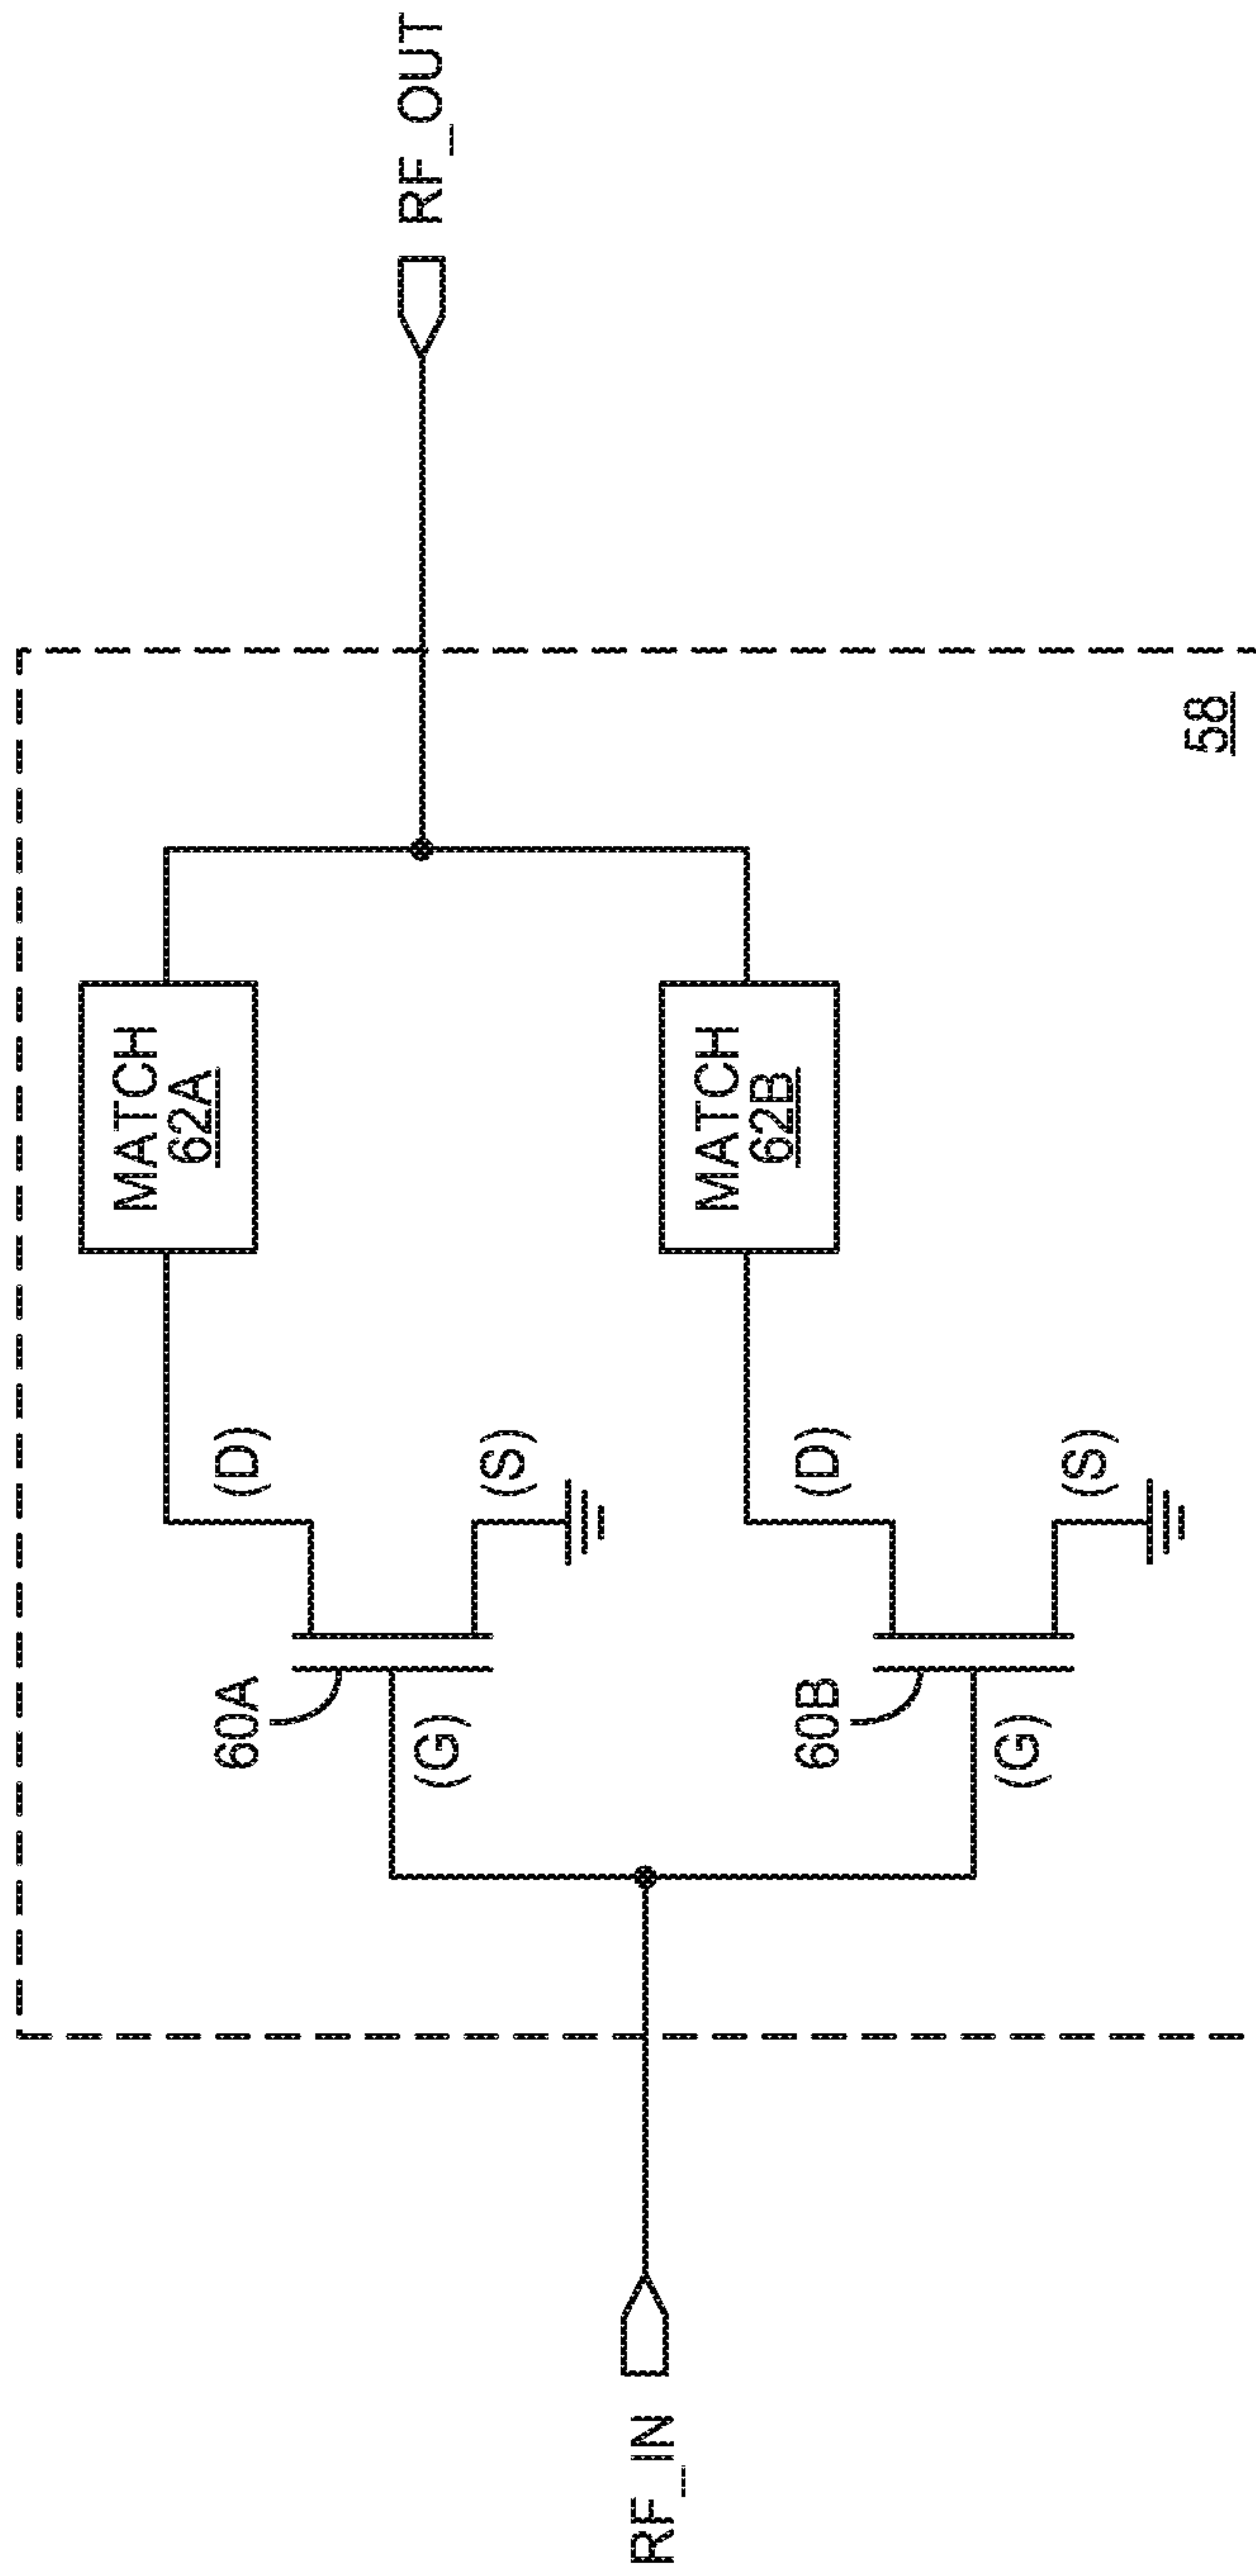 RF_IN
60A
(G)
(D)
(S)
MATCH
62A
60B
(G)
(D)
(S)
MATCH
62B
58
RF_OUT